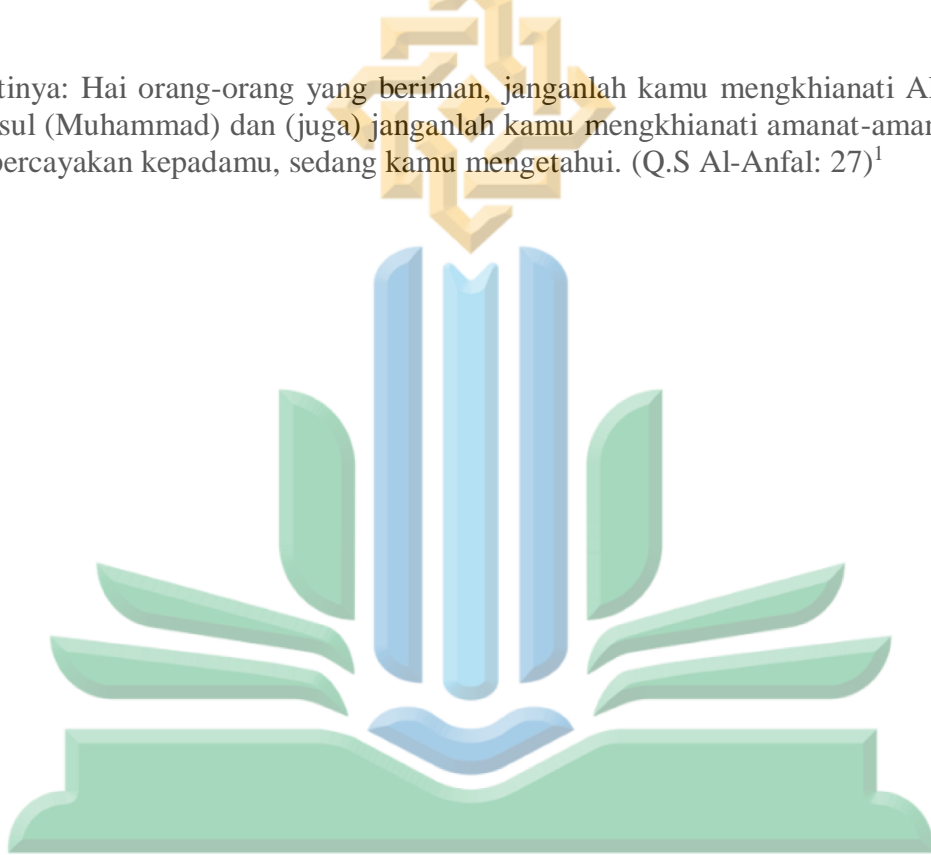 tinya: Hai orang-orang yang beriman, janganlah kamu mengkhianati Al
sul (Muhammad) dan (juga) janganlah kamu mengkhianati amanat-aman
percayakan kepadamu, sedang kamu mengetahui. (Q.S Al-Anfal: 27)1